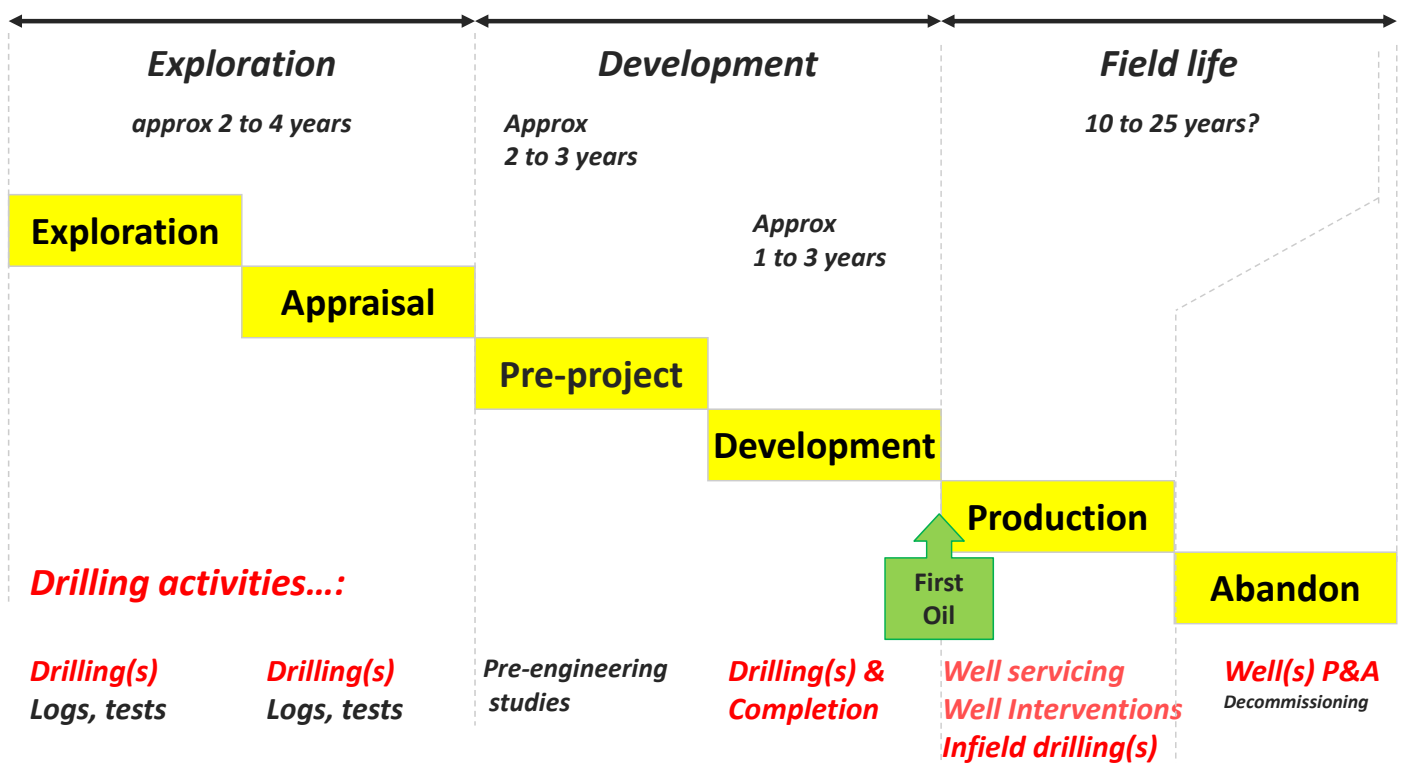 Exploration
Development
Field life
approx 2 to 4 years
Approx
2 to 3 years
10 to 25 years?
Approx
1 to 3 years
Exploration
Appraisal
Pre-project
Development
Production
First
Oil
Abandon
Drilling activities…:
Drilling(s)
Logs, tests
Drilling(s)
Logs, tests
Pre-engineering
studies
Drilling(s) &
Completion
Well servicing
Well Interventions
Infield drilling(s)
Well(s) P&A
Decommissioning